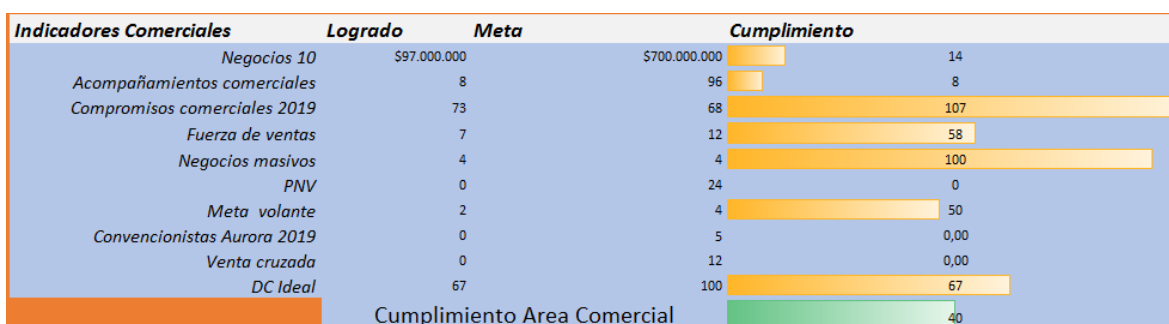 Indicadores Comerciales Logrado Meta Cumplimiento
Negocios 10 $97.000.000 $700.000.000 14
Acompañamientos comerciales 8 96 8
Compromisos comerciales 2019 73 68 107
Fuerza de ventas 7 12 58
Negocios masivos 4 4 100
PNV 0 24 0
Meta volante 2 4 50
Convencionistas Aurora 2019 0 5 0,00
Venta cruzada 0 12 0,00
DC Ideal 67 100 67
Cumplimiento Area Comercial 40